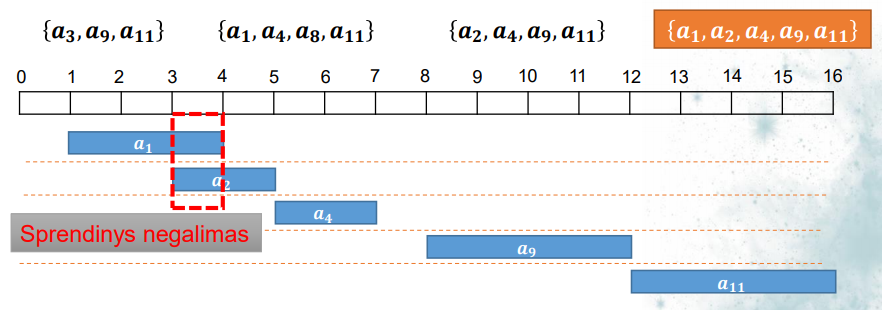 {a₃, a₉, a₁₁} {a₁, a₄, a₈, a₁₁} {a₂, a₄, a₉, a₁₁} {a₁, a₂, a₄, a₉, a₁₁}
0 1 2 3 4 5 6 7 8 9 10 11 12 13 14 15 16
a₁
a₂
a₄
Sprendinys negalimas
a₉
a₁₁